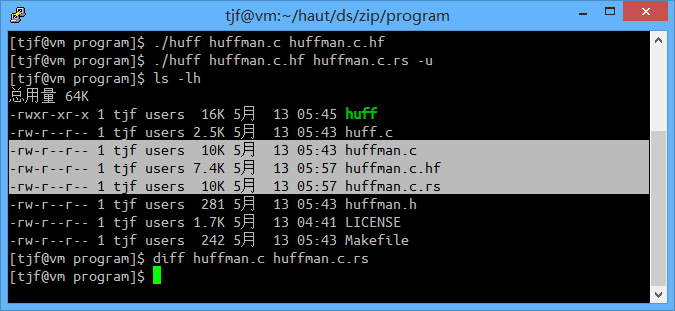 tjf@vm:~/haut/ds/zip/program
[tjf@vm program]$ ./huff huffman.c huffman.c.hf
[tjf@vm program]$ ./huff huffman.c.hf huffman.c.rs -u
[tjf@vm program]$ ls -lh
总用量 64K
-rwxr-xr-x 1 tjf users  16K 5月  13 05:45 huff
-rw-r--r-- 1 tjf users 2.5K 5月  13 05:43 huff.c
-rw-r--r-- 1 tjf users  10K 5月  13 05:43 huffman.c
-rw-r--r-- 1 tjf users 7.4K 5月  13 05:57 huffman.c.hf
-rw-r--r-- 1 tjf users  10K 5月  13 05:57 huffman.c.rs
-rw-r--r-- 1 tjf users  281 5月  13 05:43 huffman.h
-rw-r--r-- 1 tjf users 1.7K 5月  13 04:41 LICENSE
-rw-r--r-- 1 tjf users  242 5月  13 05:43 Makefile
[tjf@vm program]$ diff huffman.c huffman.c.rs
[tjf@vm program]$